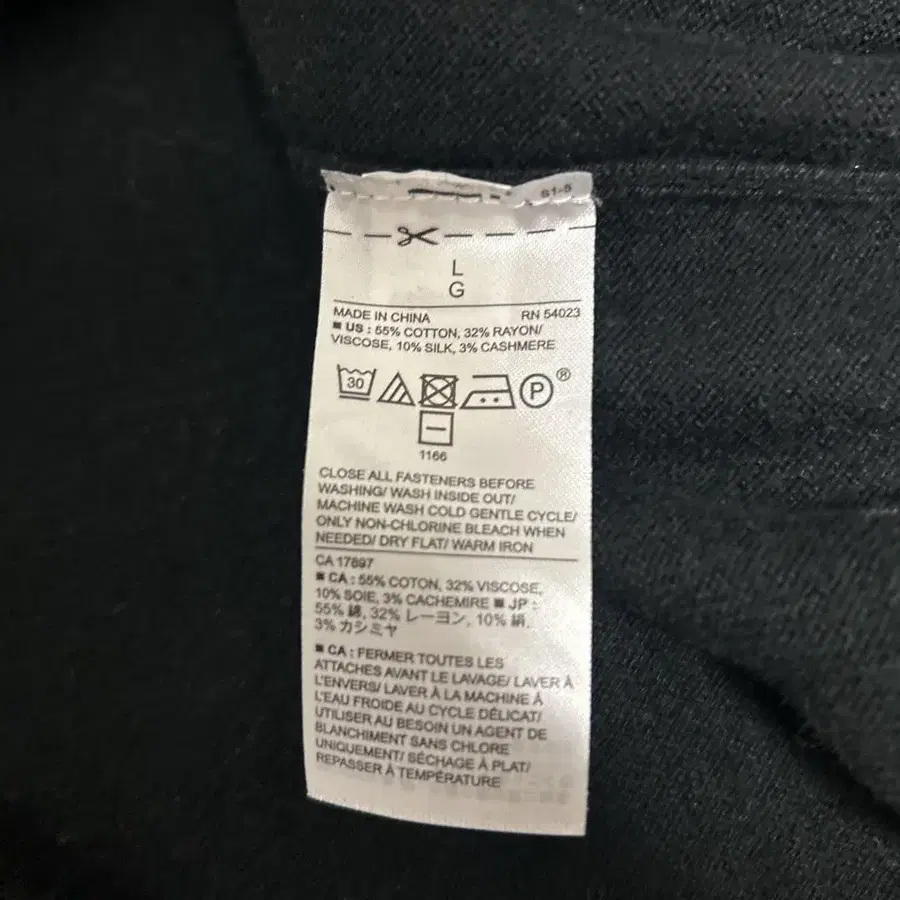 S1-5
L
G
MADE IN CHINA RN 54023
■ US : 55% COTTON, 32% RAYON/
VISCOSE, 10% SILK, 3% CASHMERE
30 P ®
1166
CLOSE ALL FASTENERS BEFORE
WASHING/ WASH INSIDE OUT/
MACHINE WASH COLD GENTLE CYCLE/
ONLY NON-CHLORINE BLEACH WHEN
NEEDED/ DRY FLAT/ WARM IRON
CA 17897
■ CA : 55% COTON, 32% VISCOSE,
10% SOIE, 3% CACHEMIRE ■ JP :
55% 綿, 32% レーヨン, 10% 絹,
3% カシミヤ
■ CA : FERMER TOUTES LES
ATTACHES AVANT LE LAVAGE/ LAVER À
L'ENVERS/ LAVER À LA MACHINE À
L'EAU FROIDE AU CYCLE DÉLICAT/
UTILISER AU BESOIN UN AGENT DE
BLANCHIMENT SANS CHLORE
UNIQUEMENT/ SÉCHAGE À PLAT/
REPASSER À TEMPÉRATURE